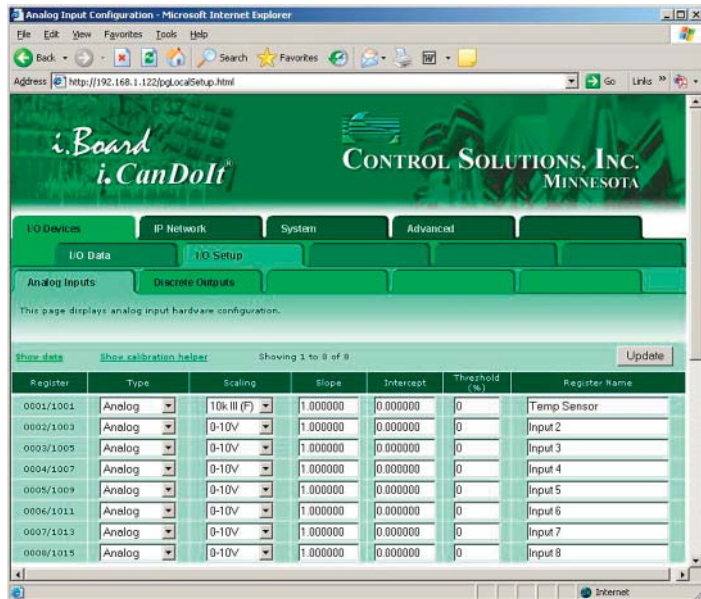 Analog Input Configuration - Microsoft Internet Explorer
File Edit View Favorites Tools Help
Back Search Favorites
Address http://192.168.1.122/pgLocalSetup.html Go Links »
i.Board
i.CanDoIt®
CONTROL SOLUTIONS, INC.
MINNESOTA
I/O Devices IP Network System Advanced
I/O Data I/O Setup
Analog Inputs Discrete Outputs
This page displays analog input hardware configuration.
Show data Show calibration helper Showing 1 to 8 of 8 Update
Register Type Scaling Slope Intercept Threshold (%) Register Name
0001/1001 Analog 10k III (F) 1.000000 0.000000 0 Temp Sensor
0002/1003 Analog 0-10V 1.000000 0.000000 0 Input 2
0003/1005 Analog 0-10V 1.000000 0.000000 0 Input 3
0004/1007 Analog 0-10V 1.000000 0.000000 0 Input 4
0005/1009 Analog 0-10V 1.000000 0.000000 0 Input 5
0006/1011 Analog 0-10V 1.000000 0.000000 0 Input 6
0007/1013 Analog 0-10V 1.000000 0.000000 0 Input 7
0008/1015 Analog 0-10V 1.000000 0.000000 0 Input 8
Internet